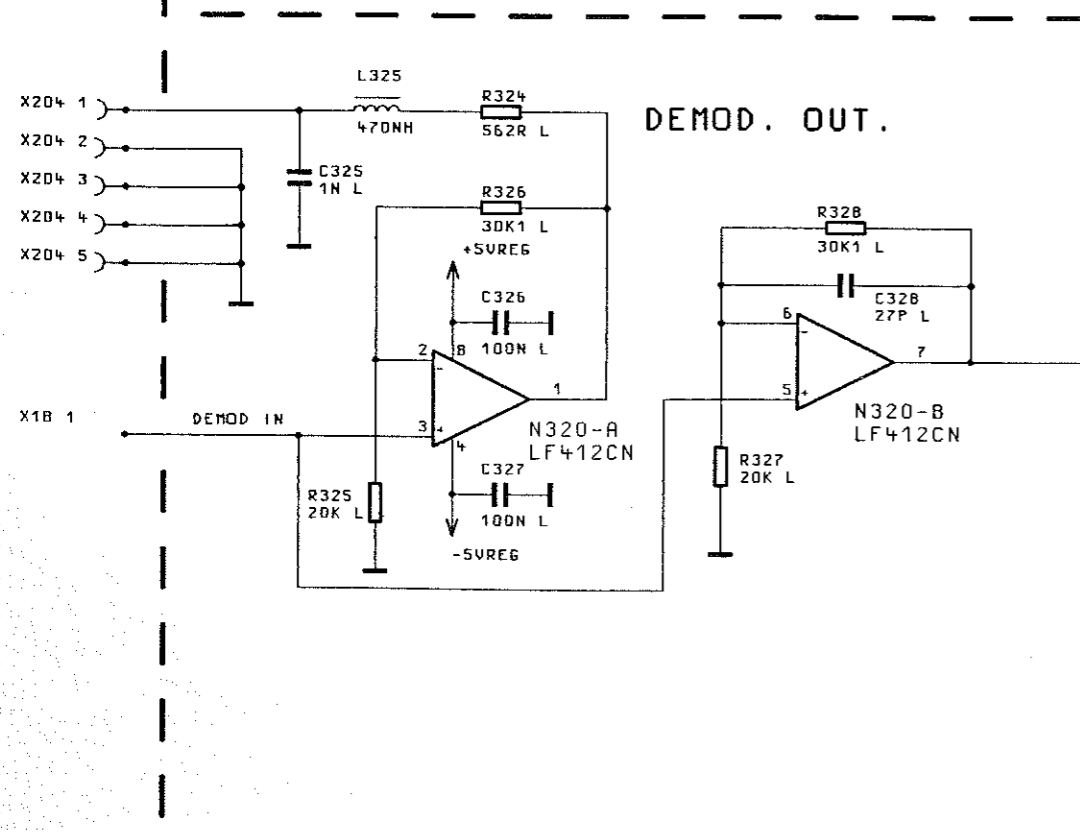 L325
X204 1
R324
470NH
562R L
DEMOD. OUT.
X204 2
X204 3
X204 4
X204 5
C325
1N L
R326
30K1 L
+5VREG
C326
100N L
R328
30K1 L
C328
27P L
2
8
-
1
3
+
4
6
-
7
5
+
X18 1
DEMOD IN
N320-A
LF412CN
N320-B
LF412CN
C327
100N L
R325
20K L
R327
20K L
-5VREG